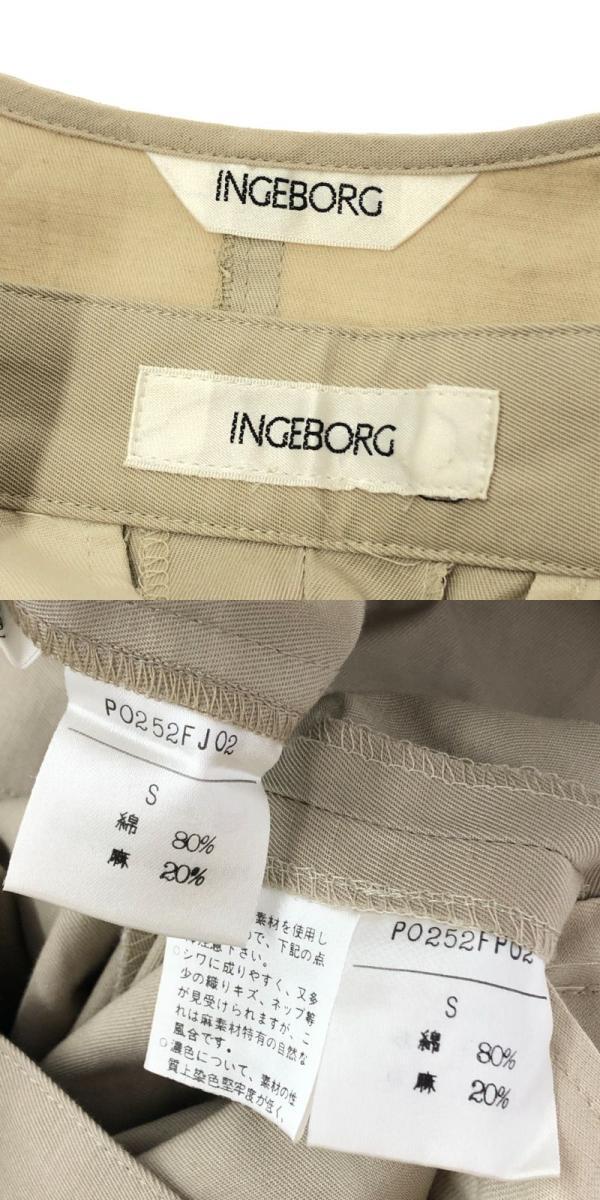 INGEBORG
INGEBORG
P0252FJ02
S
綿 80%
麻 20%
素材を使用し
で、下記の点
注意下さい。
○シワに成りやすく、又多
少の織りキズ、ネップ等
が見受けられますが、こ
れは麻素材特有の自然な
風合です。
○濃色について、素材の性
質上染色堅牢度が低く、
P0252FP02
S
綿 80%
麻 20%